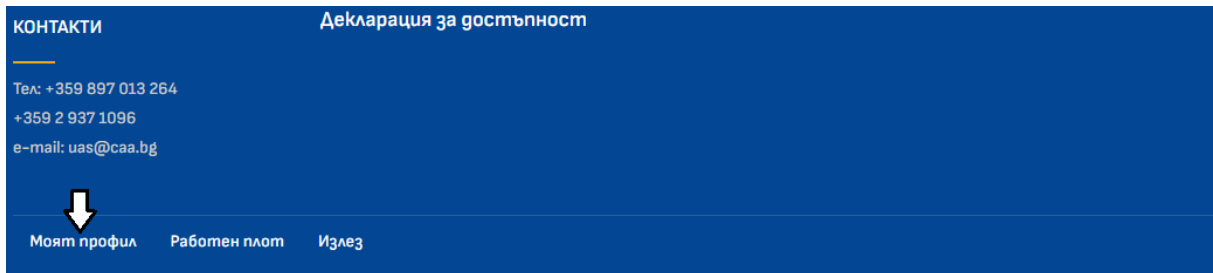 КОНТАКТИ
Декларация за достъпност
Тел: +359 897 013 264
+359 2 937 1096
e-mail: uas@caa.bg
Моят профил
Работен плот
Излез